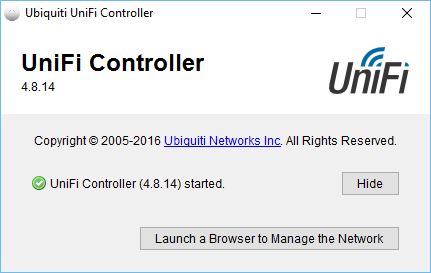 Ubiquiti UniFi Controller
UniFi Controller
4.8.14
UniFi
Copyright © 2005-2016 Ubiquiti Networks Inc. All Rights Reserved.
UniFi Controller (4.8.14) started.
Hide
Launch a Browser to Manage the Network